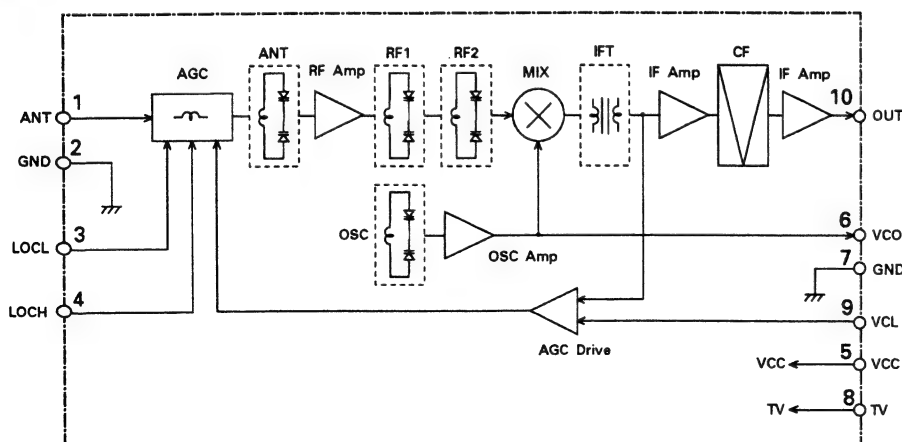 ANT
RF Amp
RF1
RF2
MIX
IFT
IF Amp
CF
IF Amp
AGC
ANT
1
10
OUT
GND
2
OSC
OSC Amp
6
VCO
LOCL
3
7
GND
LOCH
4
9
VCL
AGC Drive
VCC
5
VCC
TV
8
TV